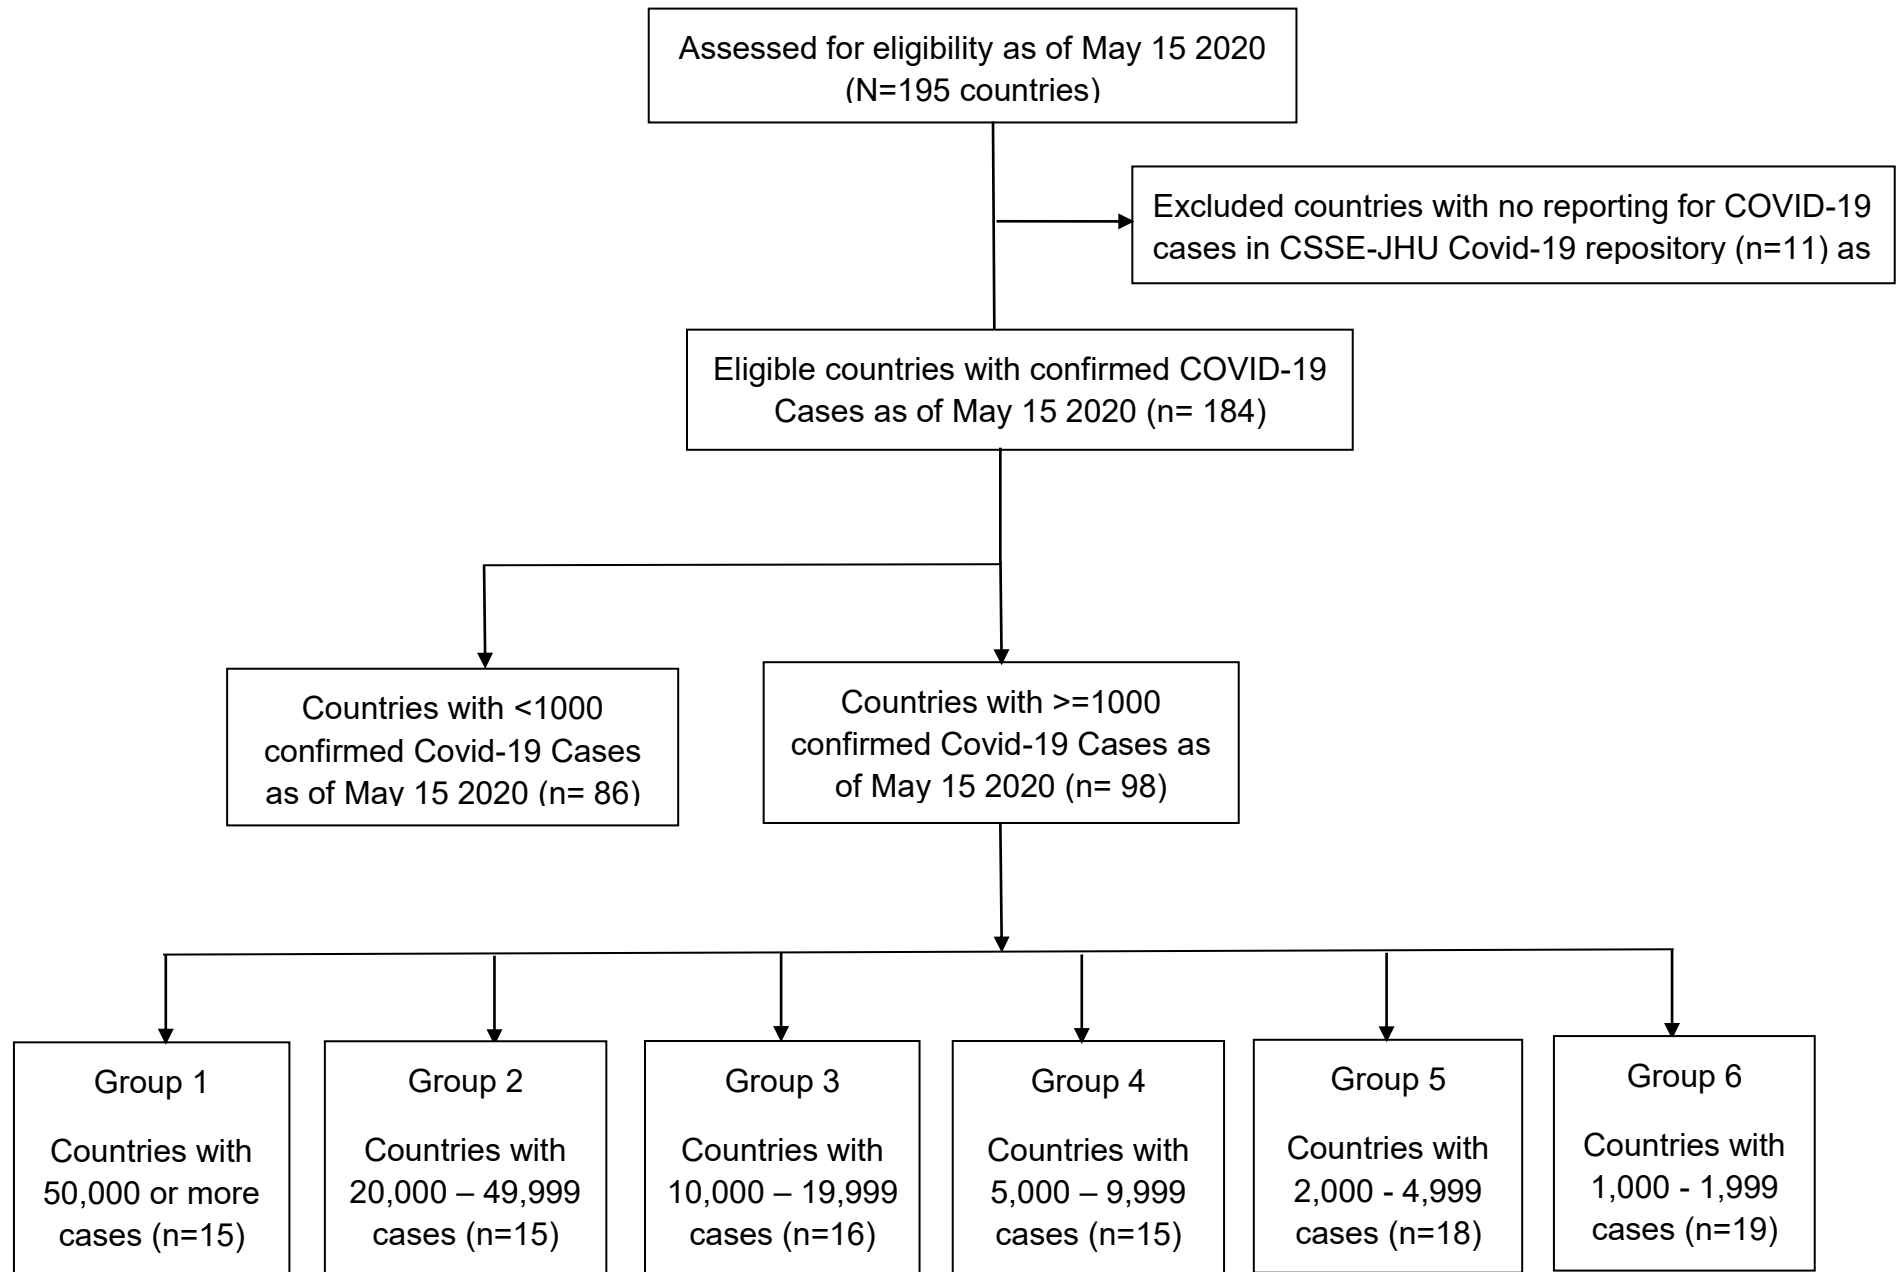 Assessed for eligibility as of May 15 2020
(N=195 countries)
Excluded countries with no reporting for COVID-19
cases in CSSE-JHU Covid-19 repository (n=11) as
Eligible countries with confirmed COVID-19
Cases as of May 15 2020 (n= 184)
Countries with <1000
confirmed Covid-19 Cases
as of May 15 2020 (n= 86)
Countries with >=1000
confirmed Covid-19 Cases as
of May 15 2020 (n= 98)
Group 1
Countries with
50,000 or more
cases (n=15)
Group 2
Countries with
20,000 – 49,999
cases (n=15)
Group 3
Countries with
10,000 – 19,999
cases (n=16)
Group 4
Countries with
5,000 – 9,999
cases (n=15)
Group 5
Countries with
2,000 - 4,999
cases (n=18)
Group 6
Countries with
1,000 - 1,999
cases (n=19)